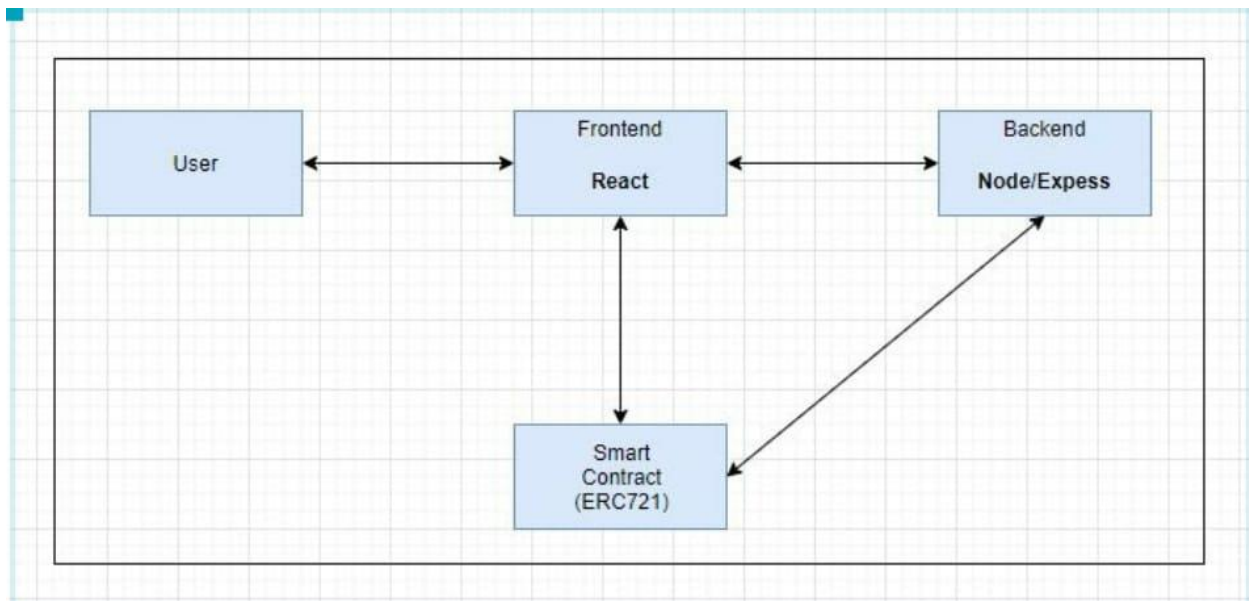 User
Frontend
React
Backend
Node/Expess
Smart
Contract
(ERC721)